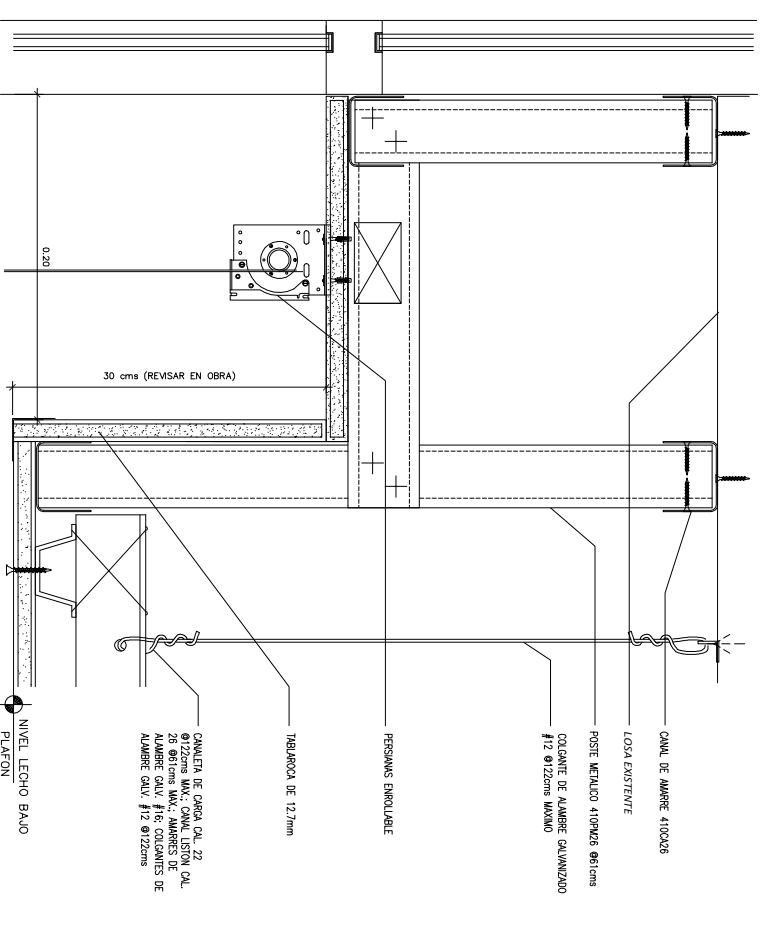 CANAL DE AMARRE 410CA26
LOSA EXISTENTE
POSTE METALICO 410PM26 @61cms
COLGANTE DE ALAMBRE GALVANIZADO
#12 @122cms MAXIMO
PERSIANAS ENROLLABLE
TABLAROCA DE 12.7mm
CANALETA DE CARGA CAL. 22
@122cms MAX.; CANAL LISTON CAL.
26 @61cms MAX.; AMARRES DE
ALAMBRE GALV. #16; COLGANTES DE
ALAMBRE GALV. #12 @122cms
NIVEL LECHO BAJO
PLAFON
0.20
30 cms (REVISAR EN OBRA)